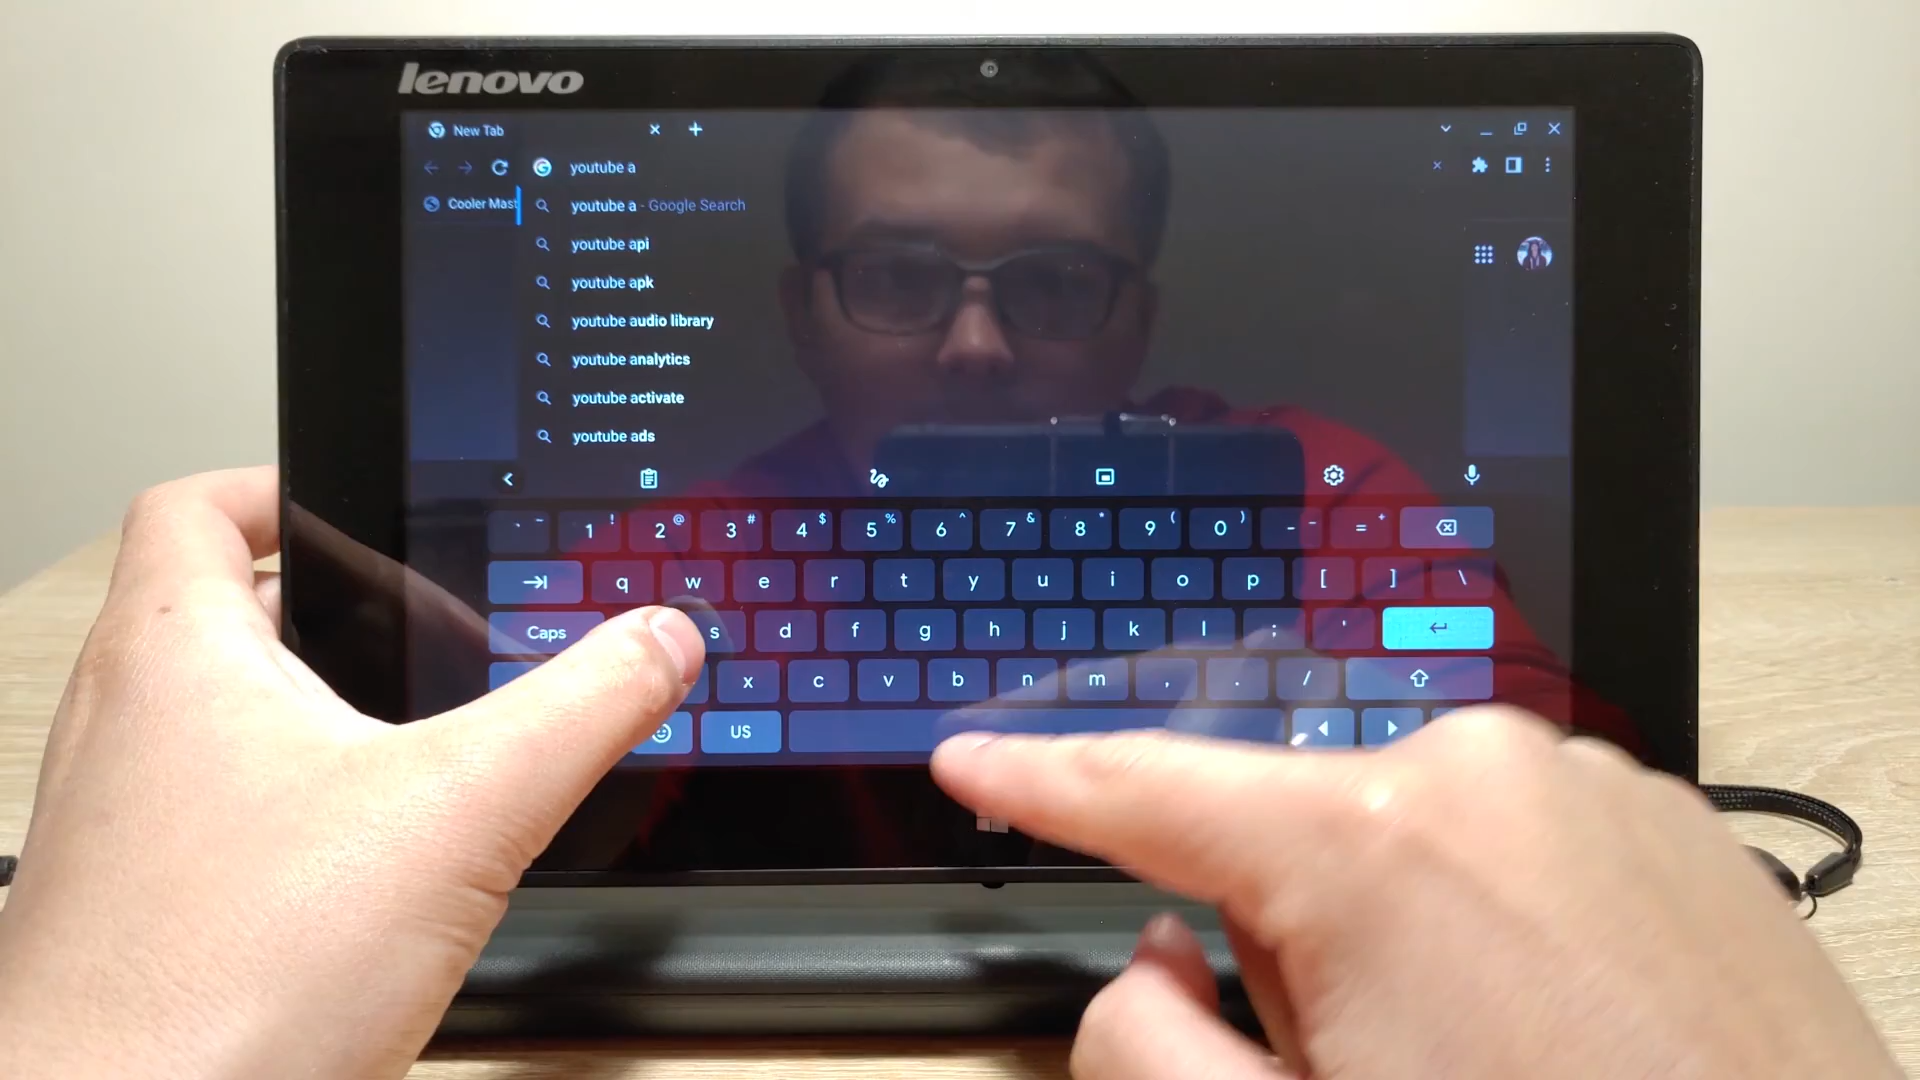 lenovo
New Tab
youtube a
Cooler Mast
youtube a - Google Search
youtube api
youtube apk
youtube audio library
youtube analytics
youtube activate
youtube ads
` ~ 1 ! 2 @ 3 # 4 $ 5 % 6 ^ 7 & 8 * 9 ( 0 ) - _ = +
q w e r t y u i o p [ ] \
Caps s d f g h j k l ; '
x c v b n m , . /
US